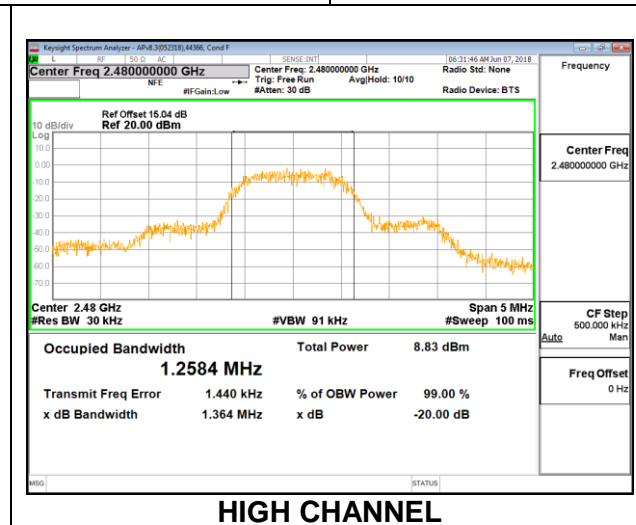 Keysight Spectrum Analyzer - APv8.3(052318),44366, Cond F
L RF 50 Ω AC SENSE:INT 06:31:46 AM Jun 07, 2018
Center Freq 2.480000000 GHz Center Freq: 2.480000000 GHz Radio Std: None Frequency
NFE Trig: Free Run Avg|Hold: 10/10
#IFGain:Low #Atten: 30 dB Radio Device: BTS
Ref Offset 15.04 dB
10 dB/div Ref 20.00 dBm
Log
10.0
0.00
-10.0
-20.0
-30.0
-40.0
-50.0
-60.0
-70.0
Center Freq
2.480000000 GHz
Center 2.48 GHz Span 5 MHz
#Res BW 30 kHz #VBW 91 kHz #Sweep 100 ms
CF Step
500.000 kHz
Auto Man
Occupied Bandwidth Total Power 8.83 dBm
1.2584 MHz
Freq Offset
0 Hz
Transmit Freq Error 1.440 kHz % of OBW Power 99.00 %
x dB Bandwidth 1.364 MHz x dB -20.00 dB
MSG STATUS
HIGH CHANNEL